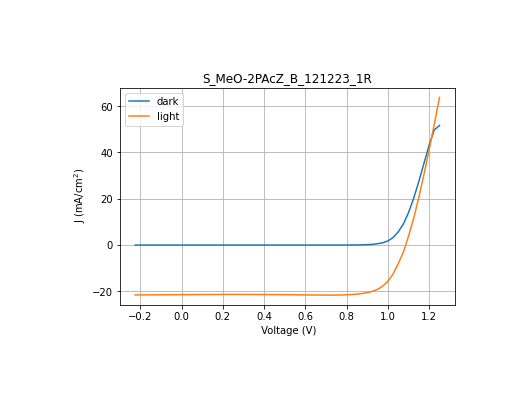 S_MeO-2PAcZ_B_121223_1R
dark
light
J (mA/cm²)
60
40
20
0
−20
−0.2 0.0 0.2 0.4 0.6 0.8 1.0 1.2
Voltage (V)